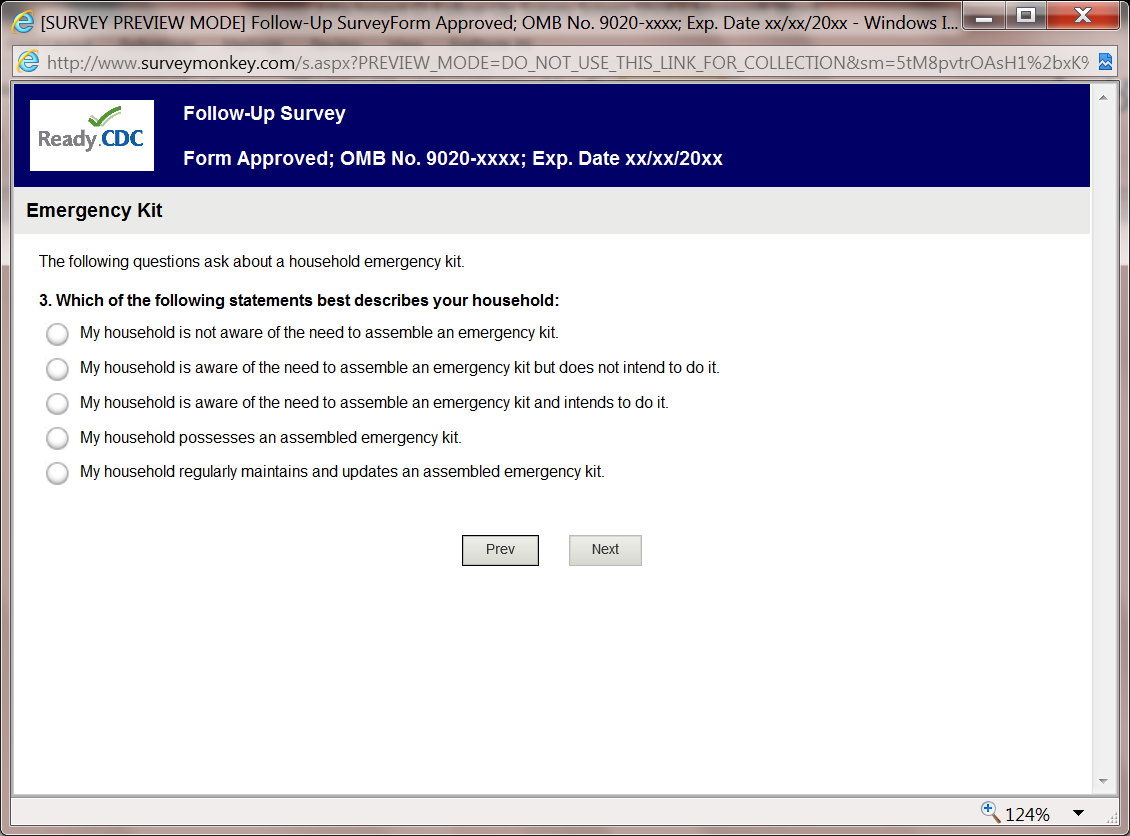 [SURVEY PREVIEW MODE] Follow-Up SurveyForm Approved; OMB No. 9020-xxxx; Exp. Date xx/xx/20xx - Windows I...
http://www.surveymonkey.com/s.aspx?PREVIEW_MODE=DO_NOT_USE_THIS_LINK_FOR_COLLECTION&sm=5tM8pvtrOAsH1%2bxK%
Ready.CDC
Follow-Up Survey
Form Approved; OMB No. 9020-xxxx; Exp. Date xx/xx/20xx
Emergency Kit
The following questions ask about a household emergency kit.
3. Which of the following statements best describes your household:
My household is not aware of the need to assemble an emergency kit.
My household is aware of the need to assemble an emergency kit but does not intend to do it.
My household is aware of the need to assemble an emergency kit and intends to do it.
My household possesses an assembled emergency kit.
My household regularly maintains and updates an assembled emergency kit.
Prev Next
124%